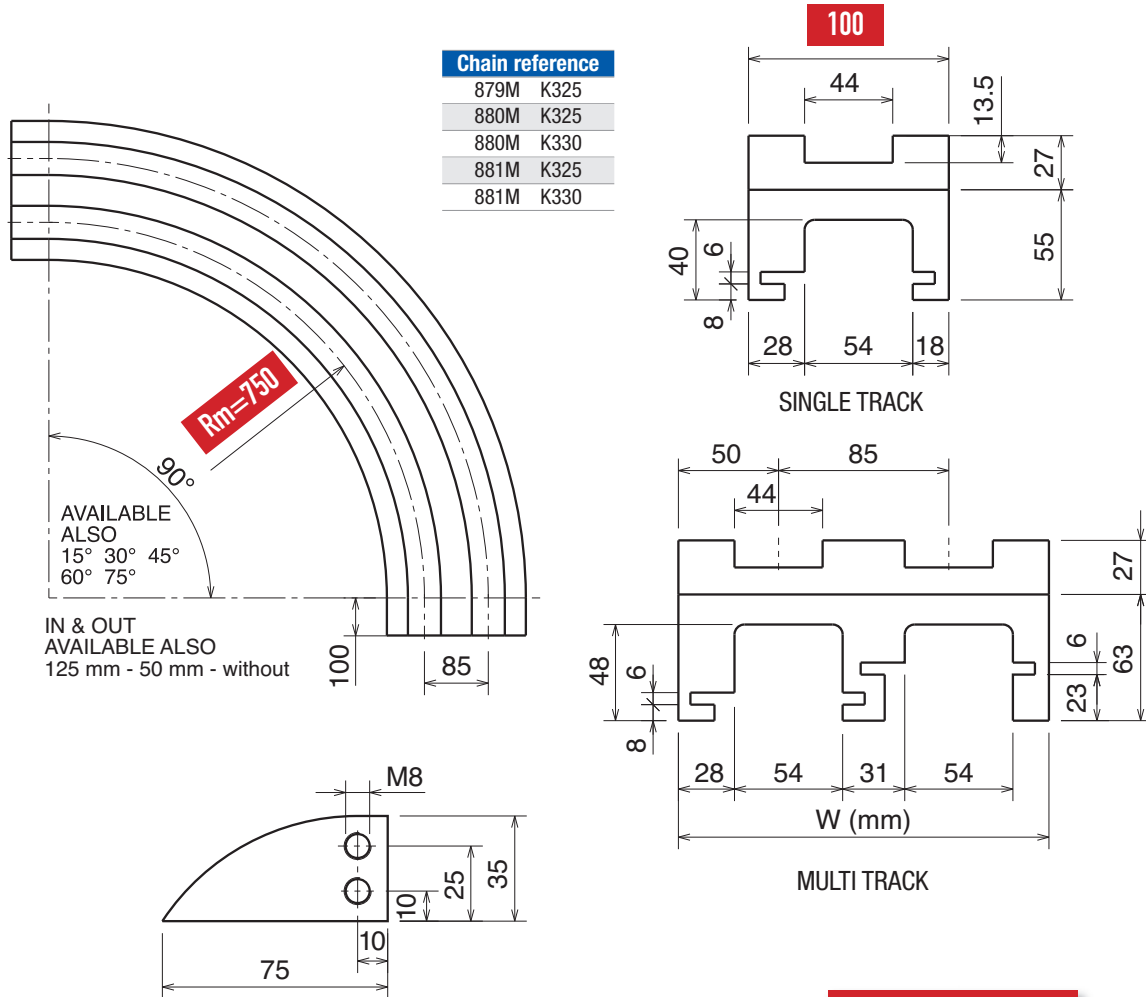 Chain reference
879M K325
880M K325
880M K330
881M K325
881M K330
Rm=750
90°
AVAILABLE
ALSO
15° 30° 45°
60° 75°
IN & OUT
AVAILABLE ALSO
125 mm - 50 mm - without
100
85
100
44
13.5
27
55
40
6
8
28
54
18
SINGLE TRACK
50
85
44
27
63
6
23
48
6
8
28
54
31
54
W (mm)
MULTI TRACK
M8
35
25
10
10
75